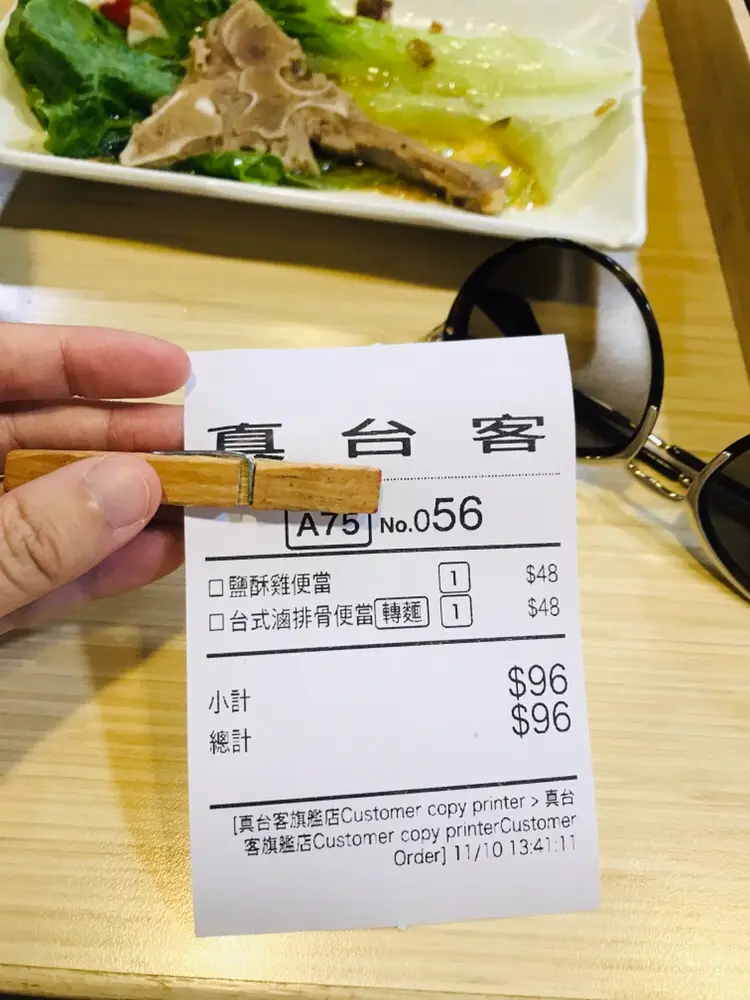 真台客
A75 No.056
□鹽酥雞便當 1 $48
□台式滷排骨便當 轉麵 1 $48
小計 $96
總計 $96
[真台客旗艦店Customer copy printer > 真台
客旗艦店Customer copy printerCustomer
Order] 11/10 13:41:11